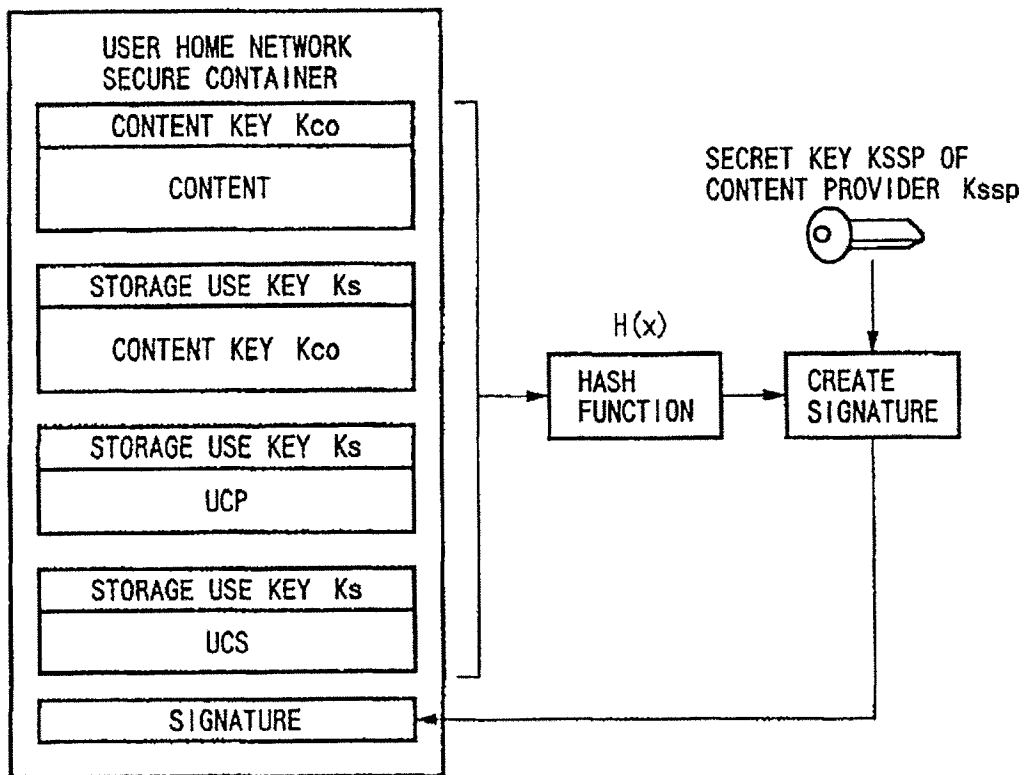 USER HOME NETWORK
SECURE CONTAINER
CONTENT KEY Kco
CONTENT
STORAGE USE KEY Ks
CONTENT KEY Kco
STORAGE USE KEY Ks
UCP
STORAGE USE KEY Ks
UCS
SIGNATURE
H(x)
HASH
FUNCTION
SECRET KEY KSSP OF
CONTENT PROVIDER Kssp
CREATE
SIGNATURE